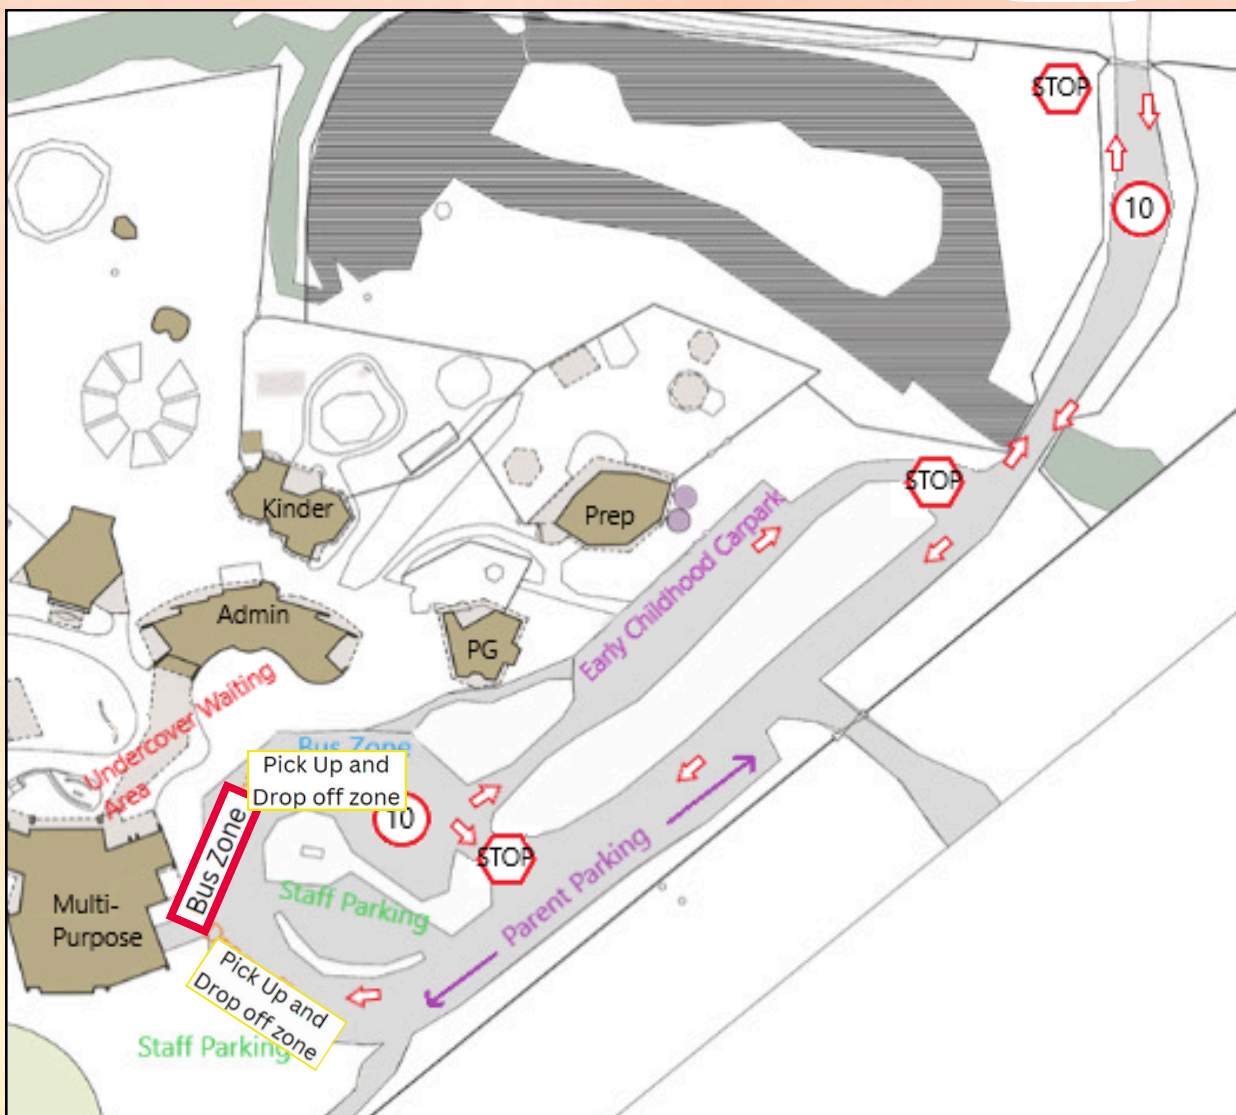 STOP
10
STOP
Kinder
Prep
Early Childhood Carpark
Admin
PG
Undercover Waiting
Area
Bus Zone
Pick Up and
Drop off zone
10
Bus Zone
STOP
Multi-
Purpose
Staff Parking
Parent Parking
Pick Up and
Drop off zone
Staff Parking